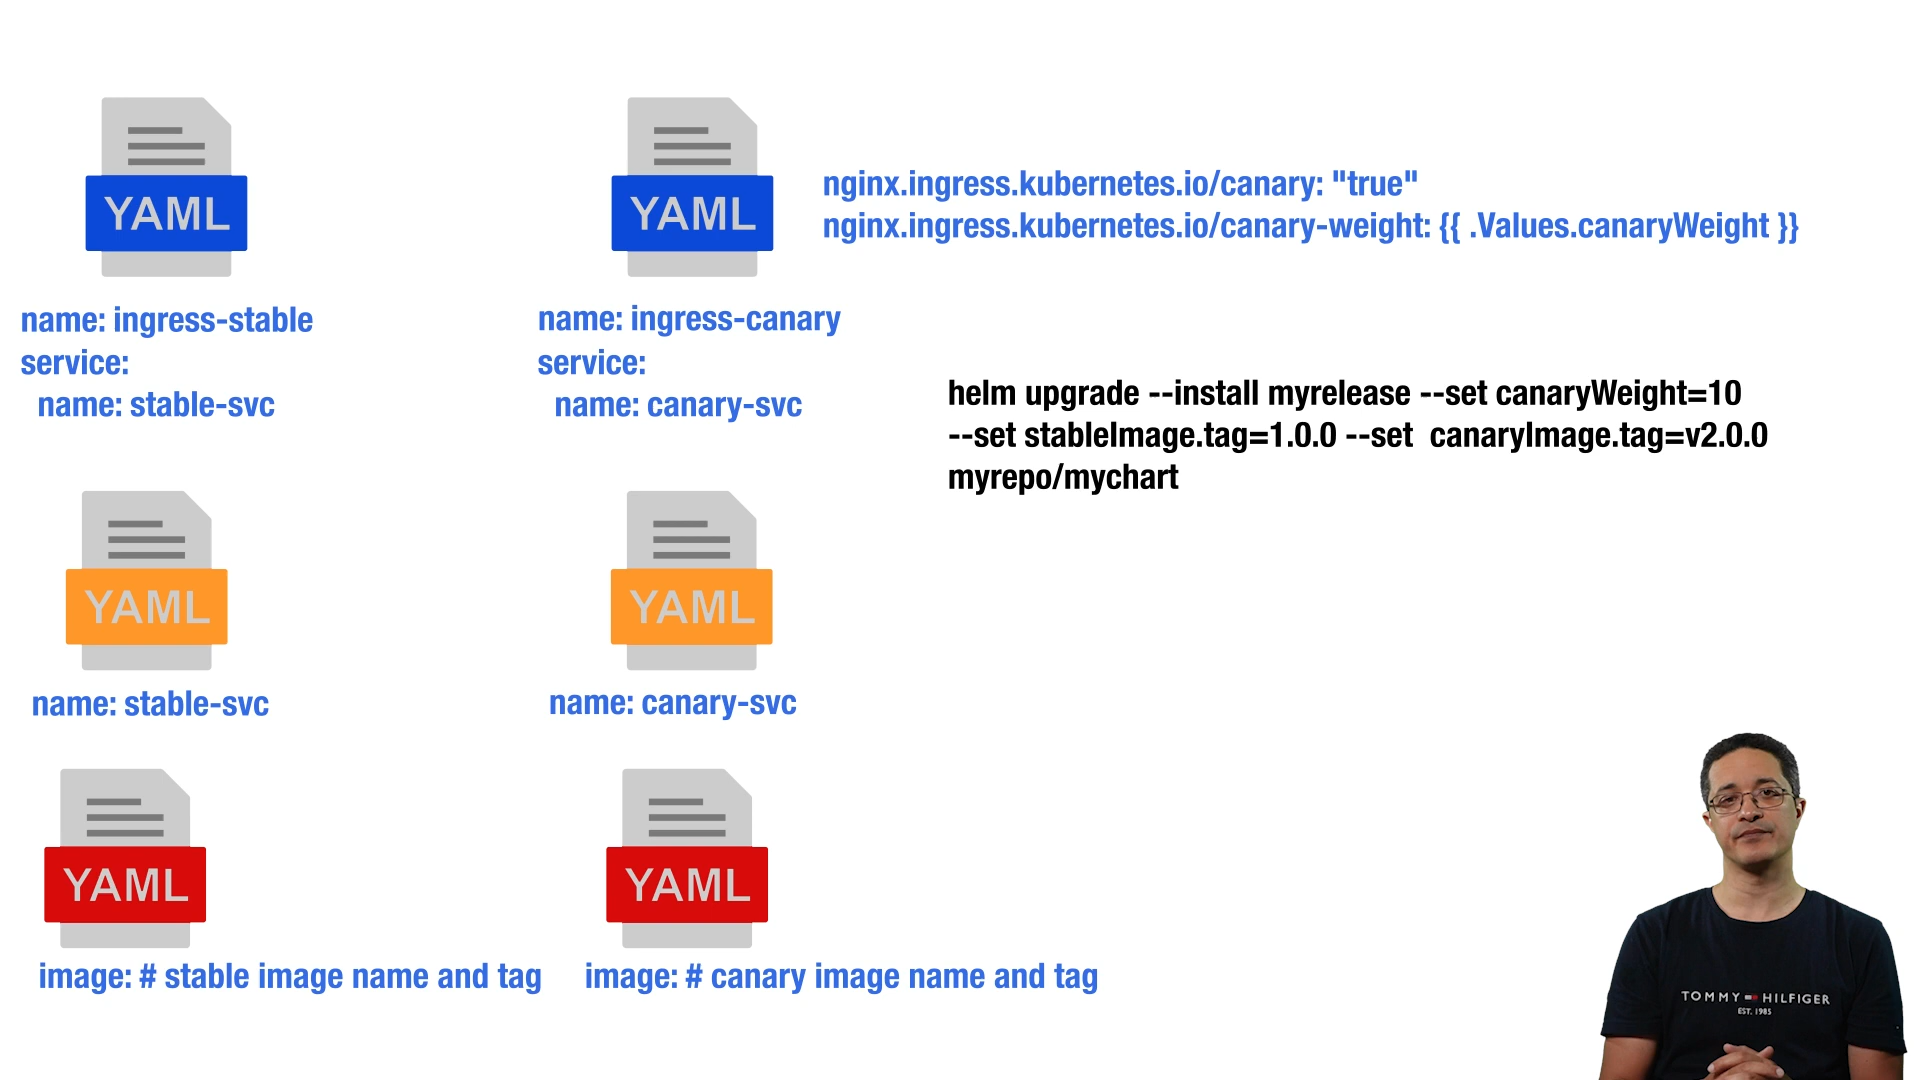 YAML
YAML
nginx.ingress.kubernetes.io/canary: "true"
nginx.ingress.kubernetes.io/canary-weight: {{ .Values.canaryWeight }}
name: ingress-stable
service:
name: stable-svc
name: ingress-canary
service:
name: canary-svc
helm upgrade --install myrelease --set canaryWeight=10
--set stableImage.tag=1.0.0 --set canaryImage.tag=v2.0.0
myrepo/mychart
YAML
YAML
name: stable-svc
name: canary-svc
YAML
YAML
image: # stable image name and tag
image: # canary image name and tag
TOMMY HILFIGER
EST. 1985